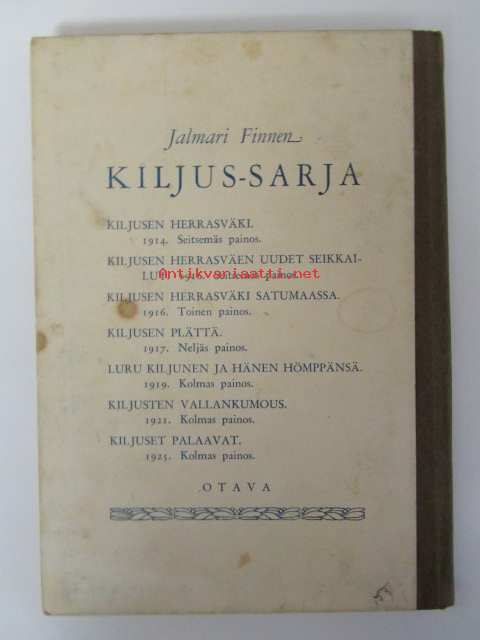 Jalmari Finnen
KILJUS-SARJA
KILJUSEN HERRASVÄKI.
1914. Seitsemäs painos.
KILJUSEN HERRASVÄEN UUDET SEIKKAI-
LUT. painos.
Antikvariaatti.net
KILJUSEN HERRASVÄKI SATUMAASSA.
1916. Toinen painos.
KILJUSEN PLÄTTÄ.
1917. Neljäs painos.
LURU KILJUNEN JA HÄNEN HÖMPPÄNSÄ.
1919. Kolmas painos.
KILJUSTEN VALLANKUMOUS.
1921. Kolmas painos.
KILJUSET PALAAVAT.
1925. Kolmas painos.
OTAVA